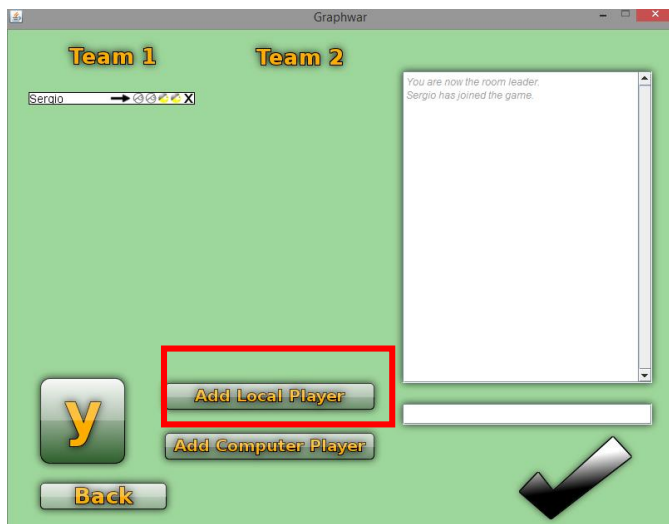 Graphwar
Team 1
Team 2
You are now the room leader.
Sergio has joined the game.
Sergio
X
Add Local Player
y
Add Computer Player
Back